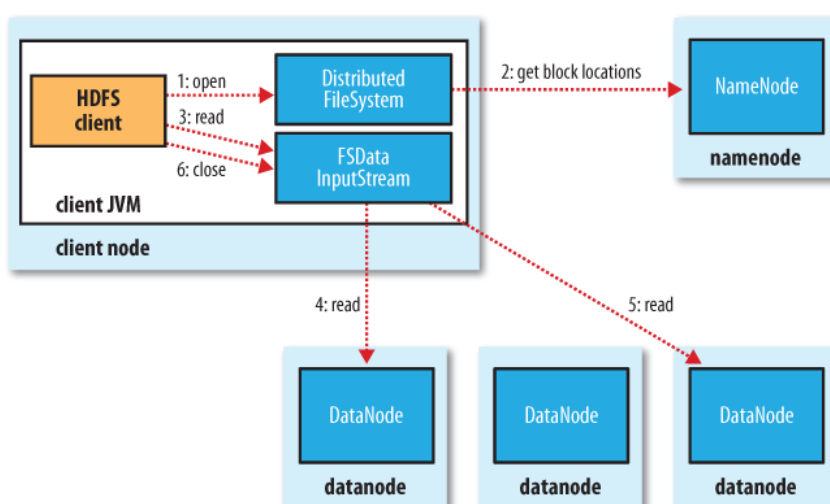 HDFS
client
1: open
3: read
6: close
Distributed
FileSystem
FSData
InputStream
client JVM
client node
2: get block locations
NameNode
namenode
4: read
5: read
DataNode
datanode
DataNode
datanode
DataNode
datanode